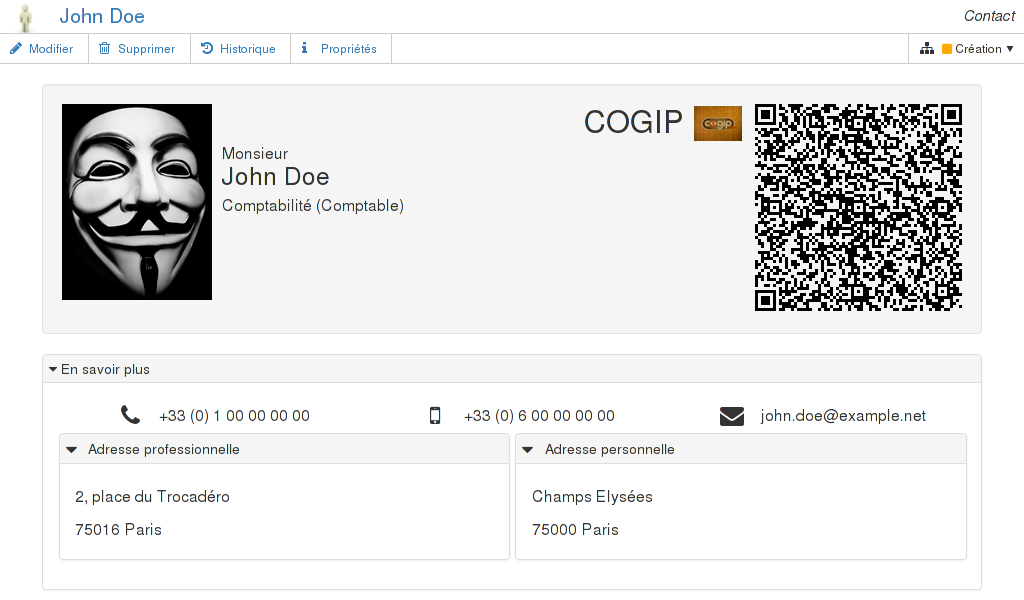 John Doe
Contact
Modifier
Supprimer
Historique
Propriétés
Création
COGIP
cogip
Monsieur
John Doe
Comptabilité (Comptable)
En savoir plus
+33 (0) 1 00 00 00 00
+33 (0) 6 00 00 00 00
john.doe@example.net
Adresse professionnelle
2, place du Trocadéro
75016 Paris
Adresse personnelle
Champs Elysées
75000 Paris